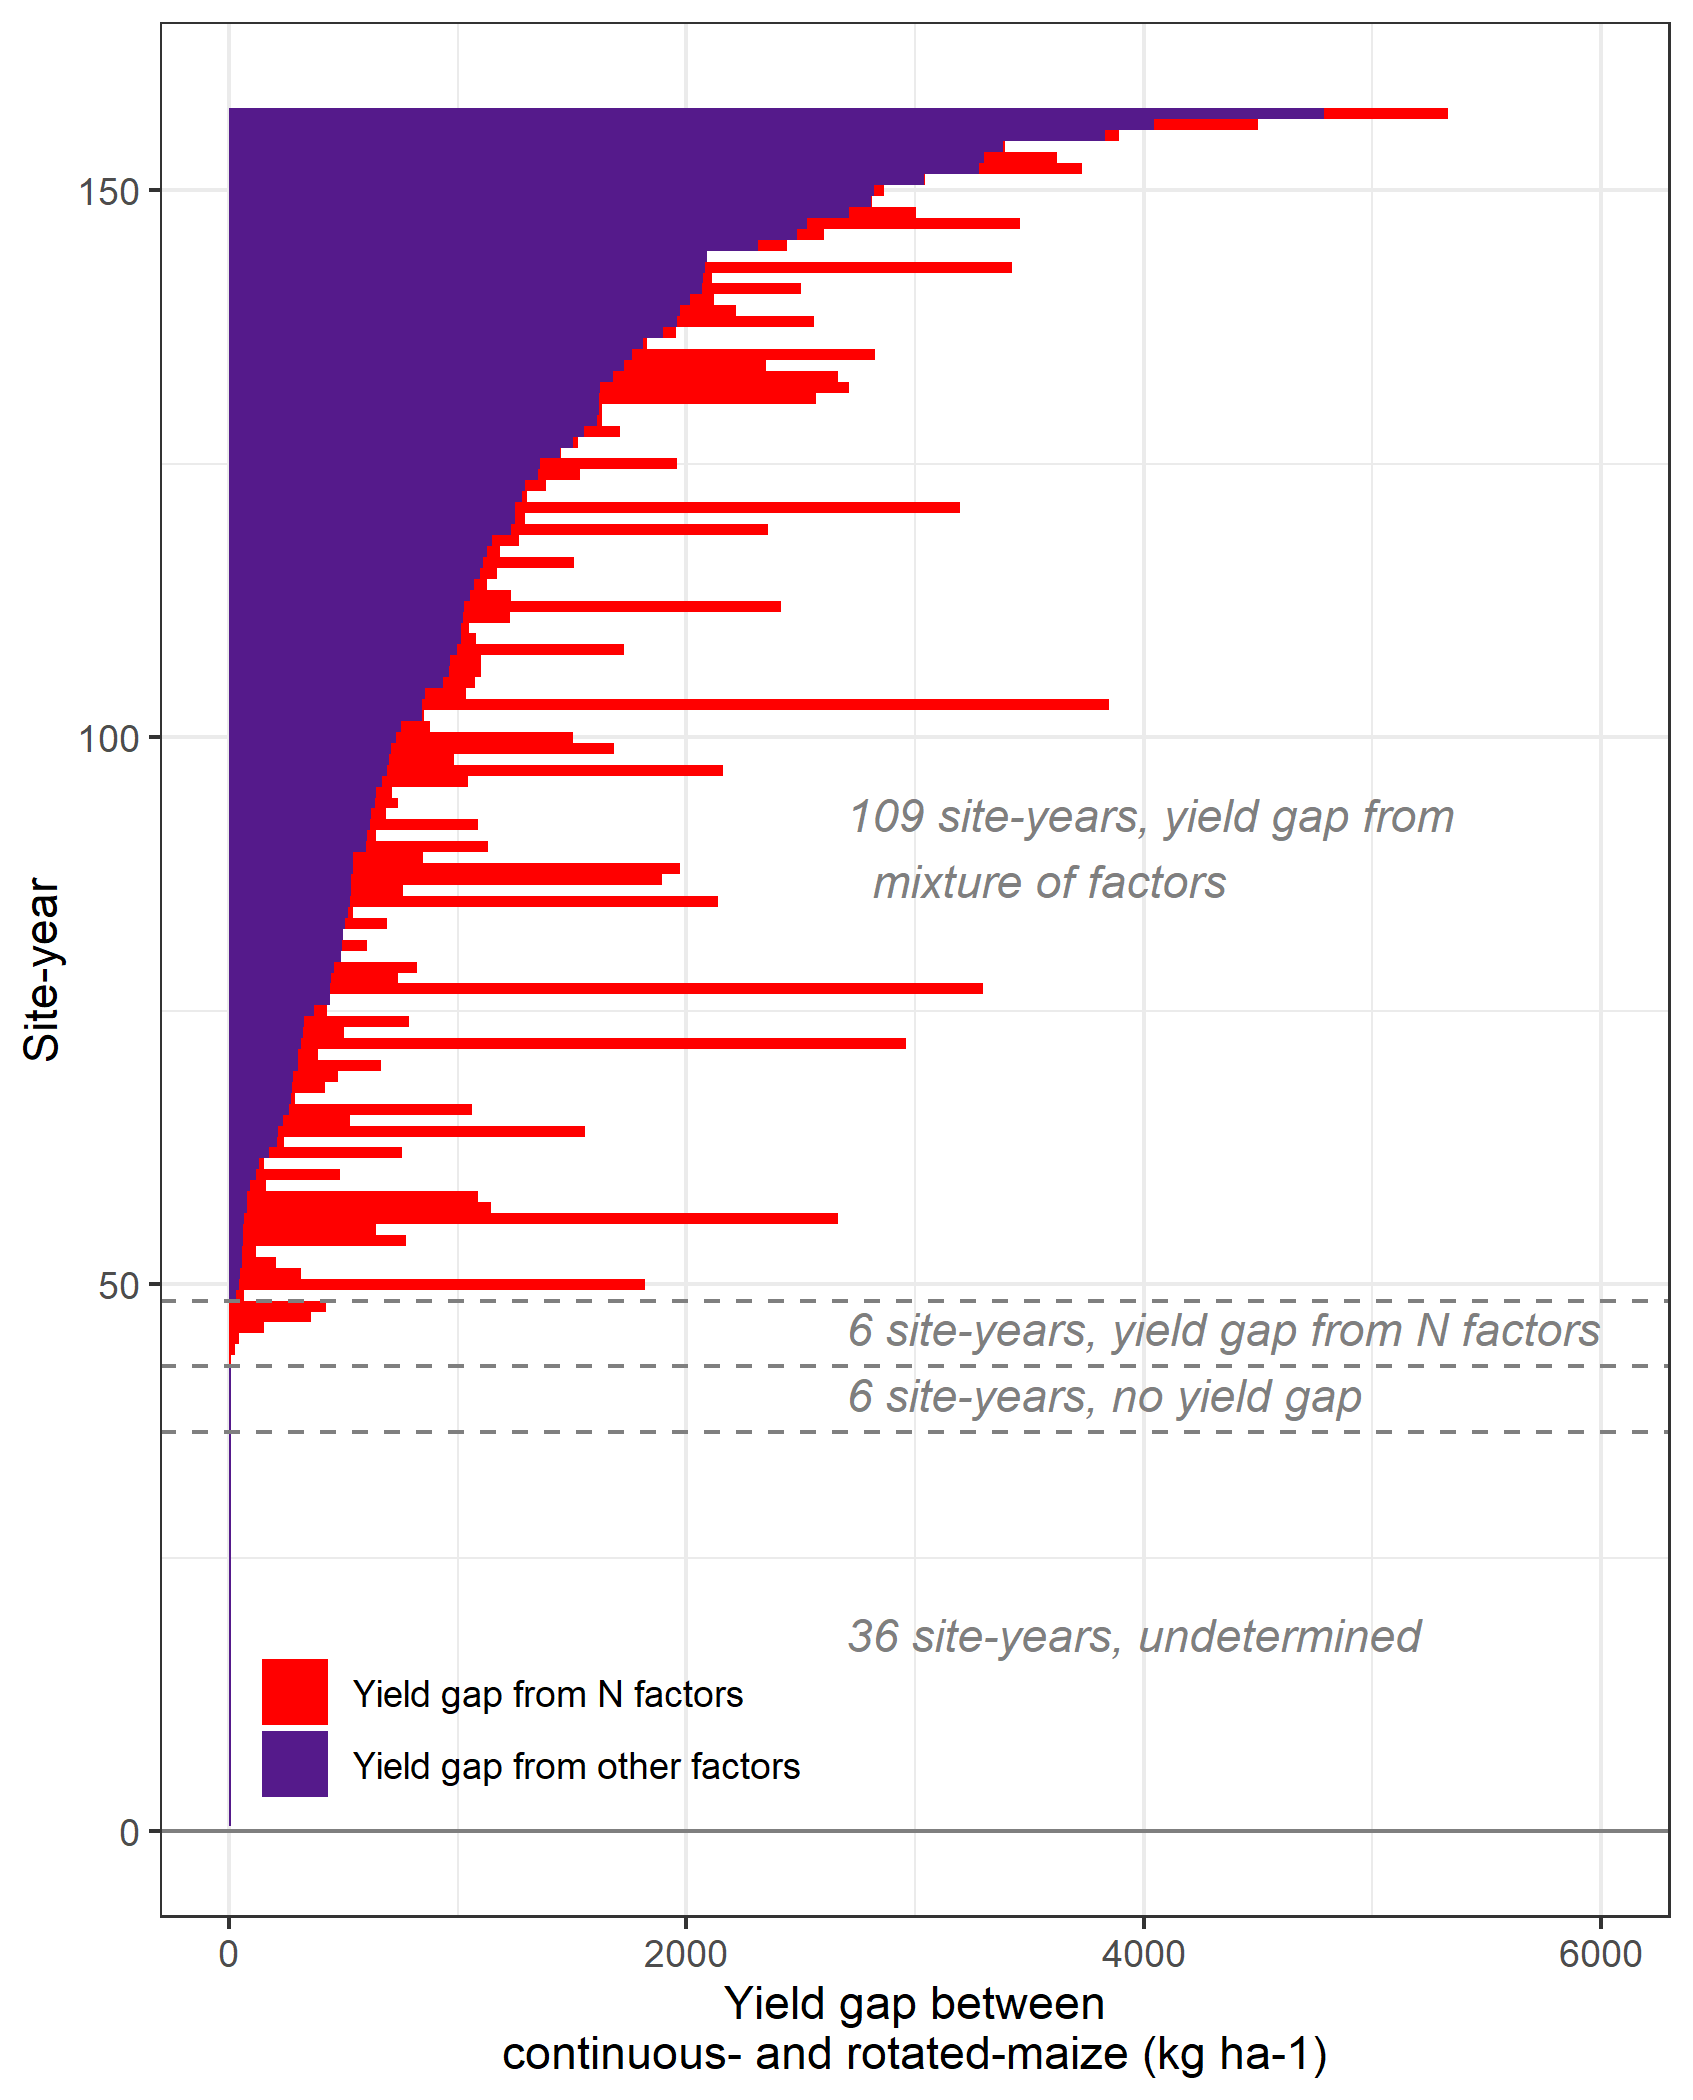 150
100
50
0
Site-year
109 site-years, yield gap from
mixture of factors
6 site-years, yield gap from N factors
6 site-years, no yield gap
36 site-years, undetermined
Yield gap from N factors
Yield gap from other factors
0 2000 4000 6000
Yield gap between
continuous- and rotated-maize (kg ha-1)